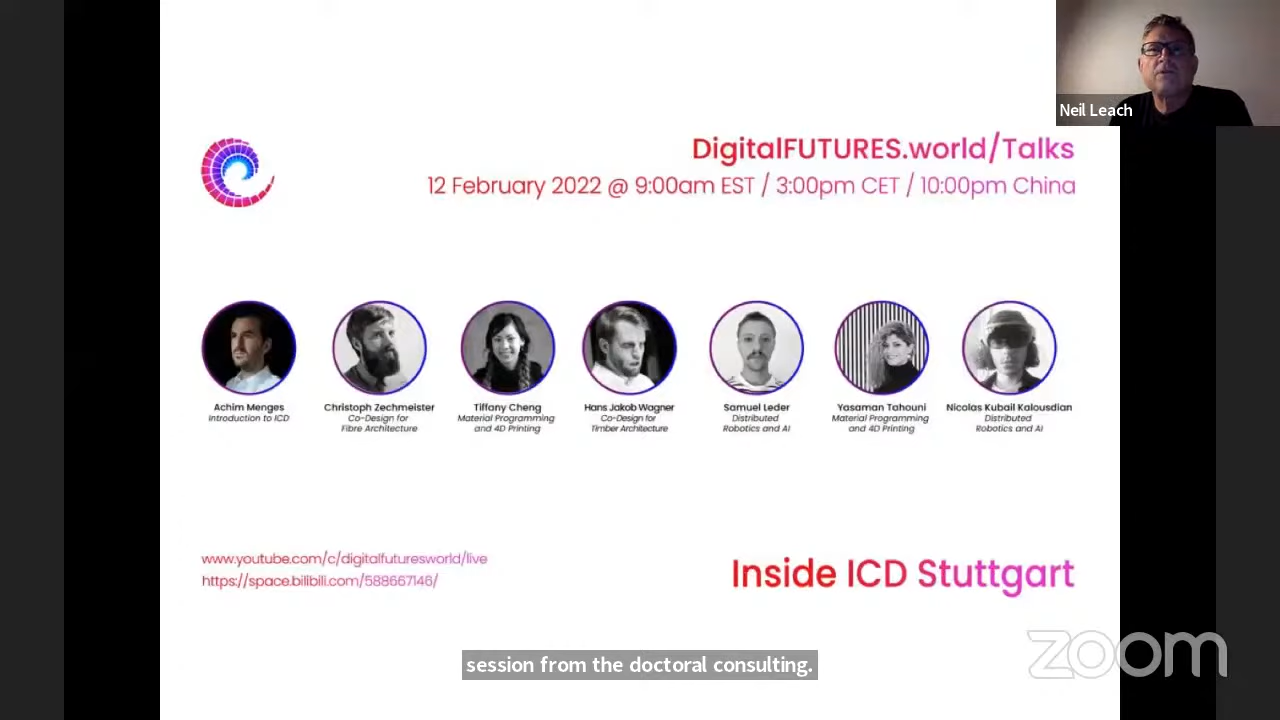 Neil Leach
DigitalFUTURES.world/Talks
12 February 2022 @ 9:00am EST / 3:00pm CET / 10:00pm China
Achim Menges
Introduction to ICD
Christoph Zechmeister
Co-Design for
Fibre Architecture
Tiffany Cheng
Material Programming
and 4D Printing
Hans Jakob Wagner
Co-Design for
Timber Architecture
Samuel Leder
Distributed
Robotics and AI
Yasaman Tahouni
Material Programming
and 4D Printing
Nicolas Kubail Kalousdian
Distributed
Robotics and AI
www.youtube.com/c/digitalfuturesworld/live
https://space.bilibili.com/588667146/
Inside ICD Stuttgart
session from the doctoral consulting.
zoom